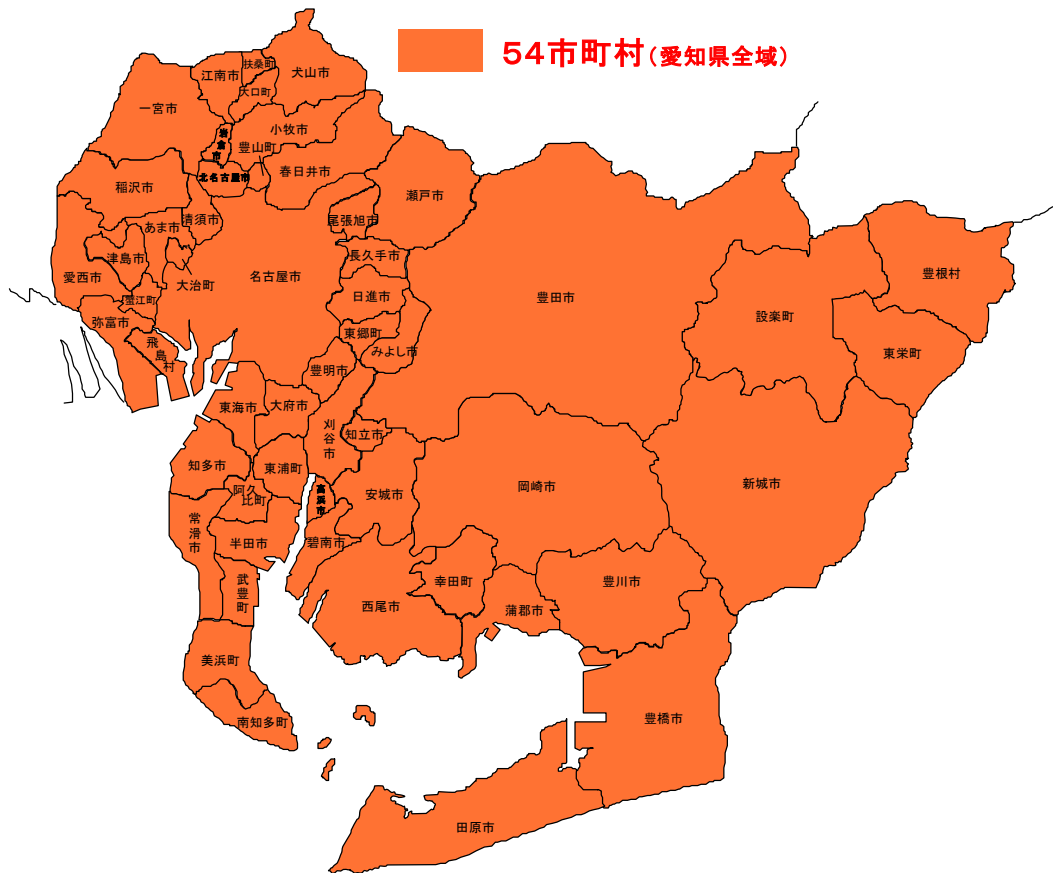 54市町村(愛知県全域)
扶桑町
江南市
犬山市
大口町
一宮市
岩倉市
小牧市
豊山町
春日井市
北名古屋市
稲沢市
瀬戸市
尾張旭市
清須市
あま市
津島市
長久手市
愛西市
大治町
名古屋市
豊根村
日進市
豊田市
蟹江町
弥富市
設楽町
東郷町
飛島村
みよし市
東栄町
豊明市
東海市
大府市
刈谷市
知立市
知多市
東浦町
岡崎市
新城市
阿久比町
高浜市
安城市
常滑市
半田市
碧南市
武豊町
幸田町
豊川市
西尾市
蒲郡市
美浜町
南知多町
豊橋市
田原市